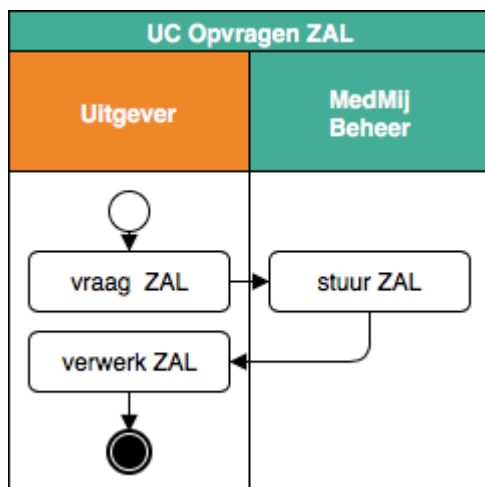 UC Opvragen ZAL
Uitgever
MedMij
Beheer
vraag ZAL
stuur ZAL
verwerk ZAL